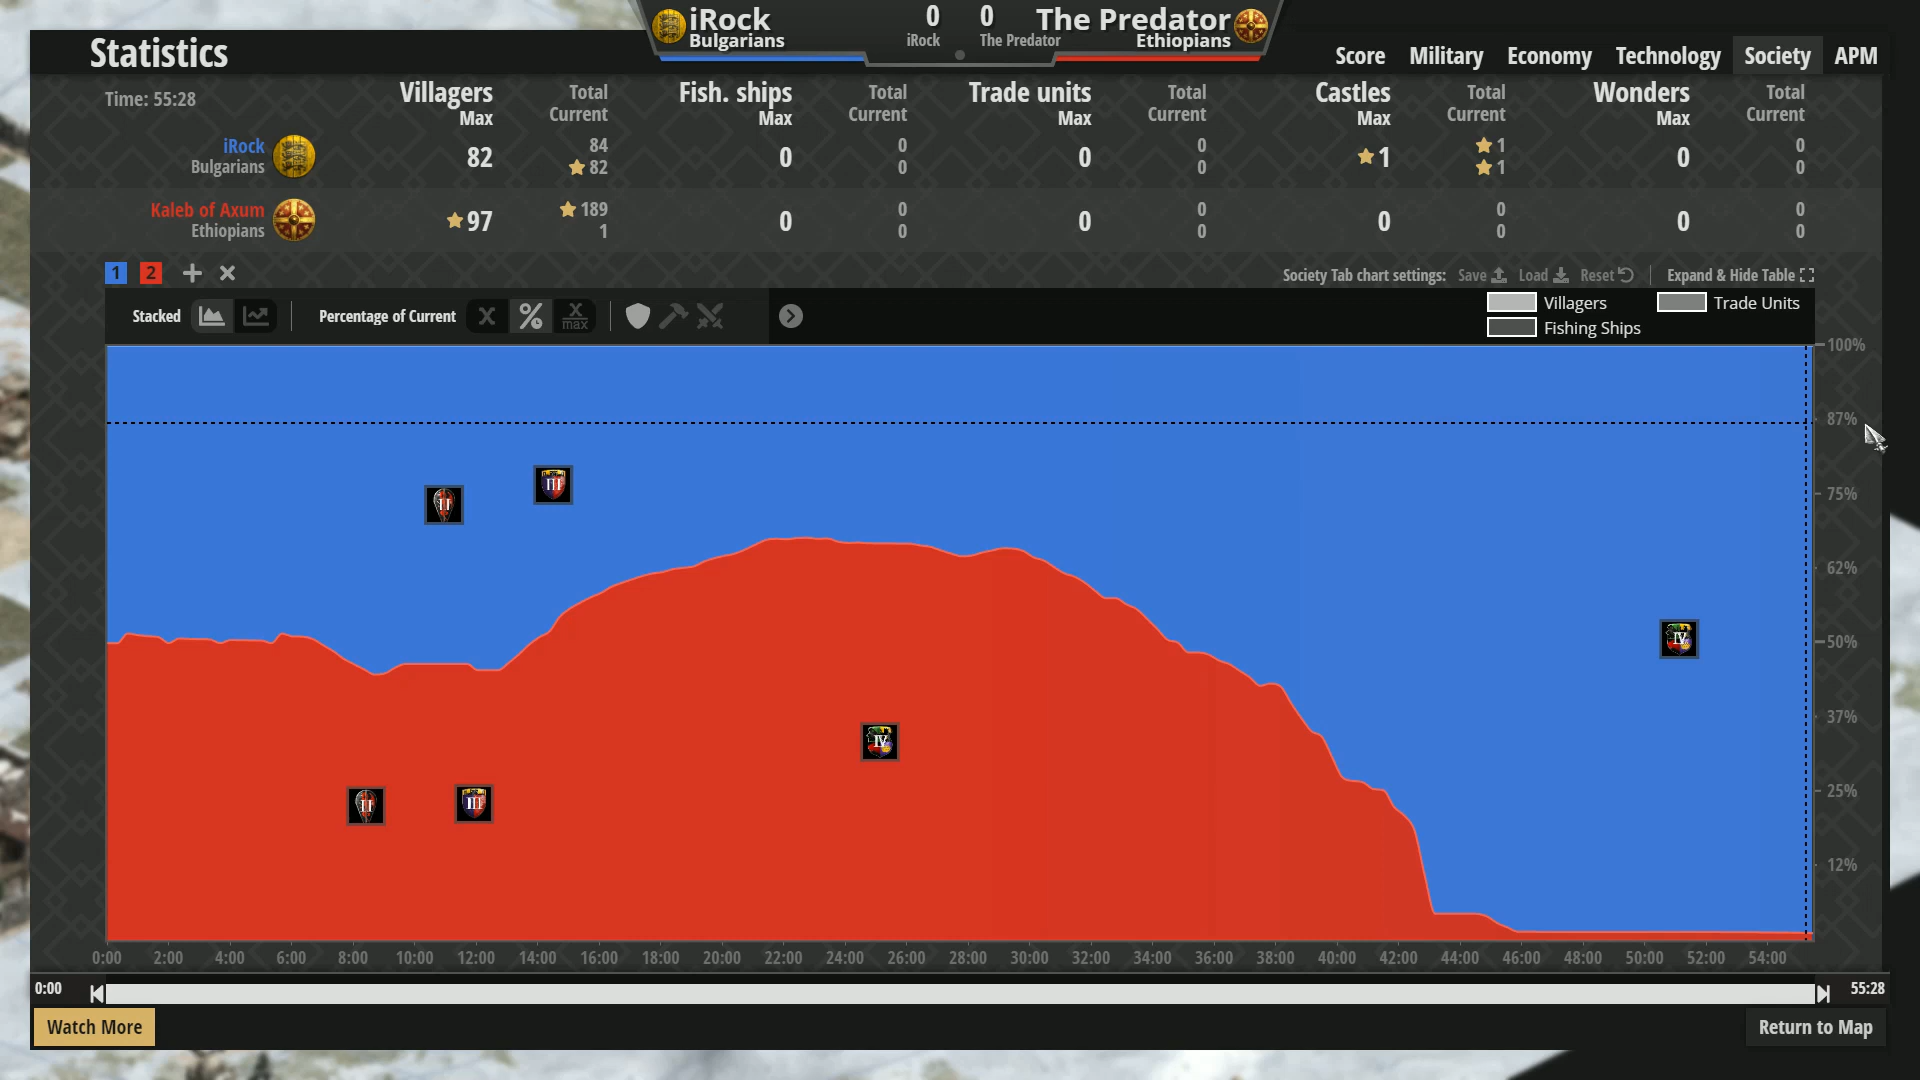 iRock 0 0 The Predator
Bulgarians iRock The Predator Ethiopians
Statistics
Score Military Economy Technology Society APM
Time: 55:28
Villagers Total Fish. ships Total Trade units Total Castles Total Wonders Total
Max Current Max Current Max Current Max Current Max Current
iRock
Bulgarians
82 84 0 0 0 0 1 1 0 0
82 0 0 1 0
Kaleb of Axum
Ethiopians
97 189 0 0 0 0 0 0 0 0
1 0 0 0 0
1 2
Society Tab chart settings: Save Load Reset Expand & Hide Table
Stacked Percentage of Current X % X max
Villagers Trade Units
Fishing Ships
100%
87%
75%
62%
50%
37%
25%
12%
II III
IV
IV
II III
0:00 2:00 4:00 6:00 8:00 10:00 12:00 14:00 16:00 18:00 20:00 22:00 24:00 26:00 28:00 30:00 32:00 34:00 36:00 38:00 40:00 42:00 44:00 46:00 48:00 50:00 52:00 54:00
0:00 55:28
Watch More Return to Map